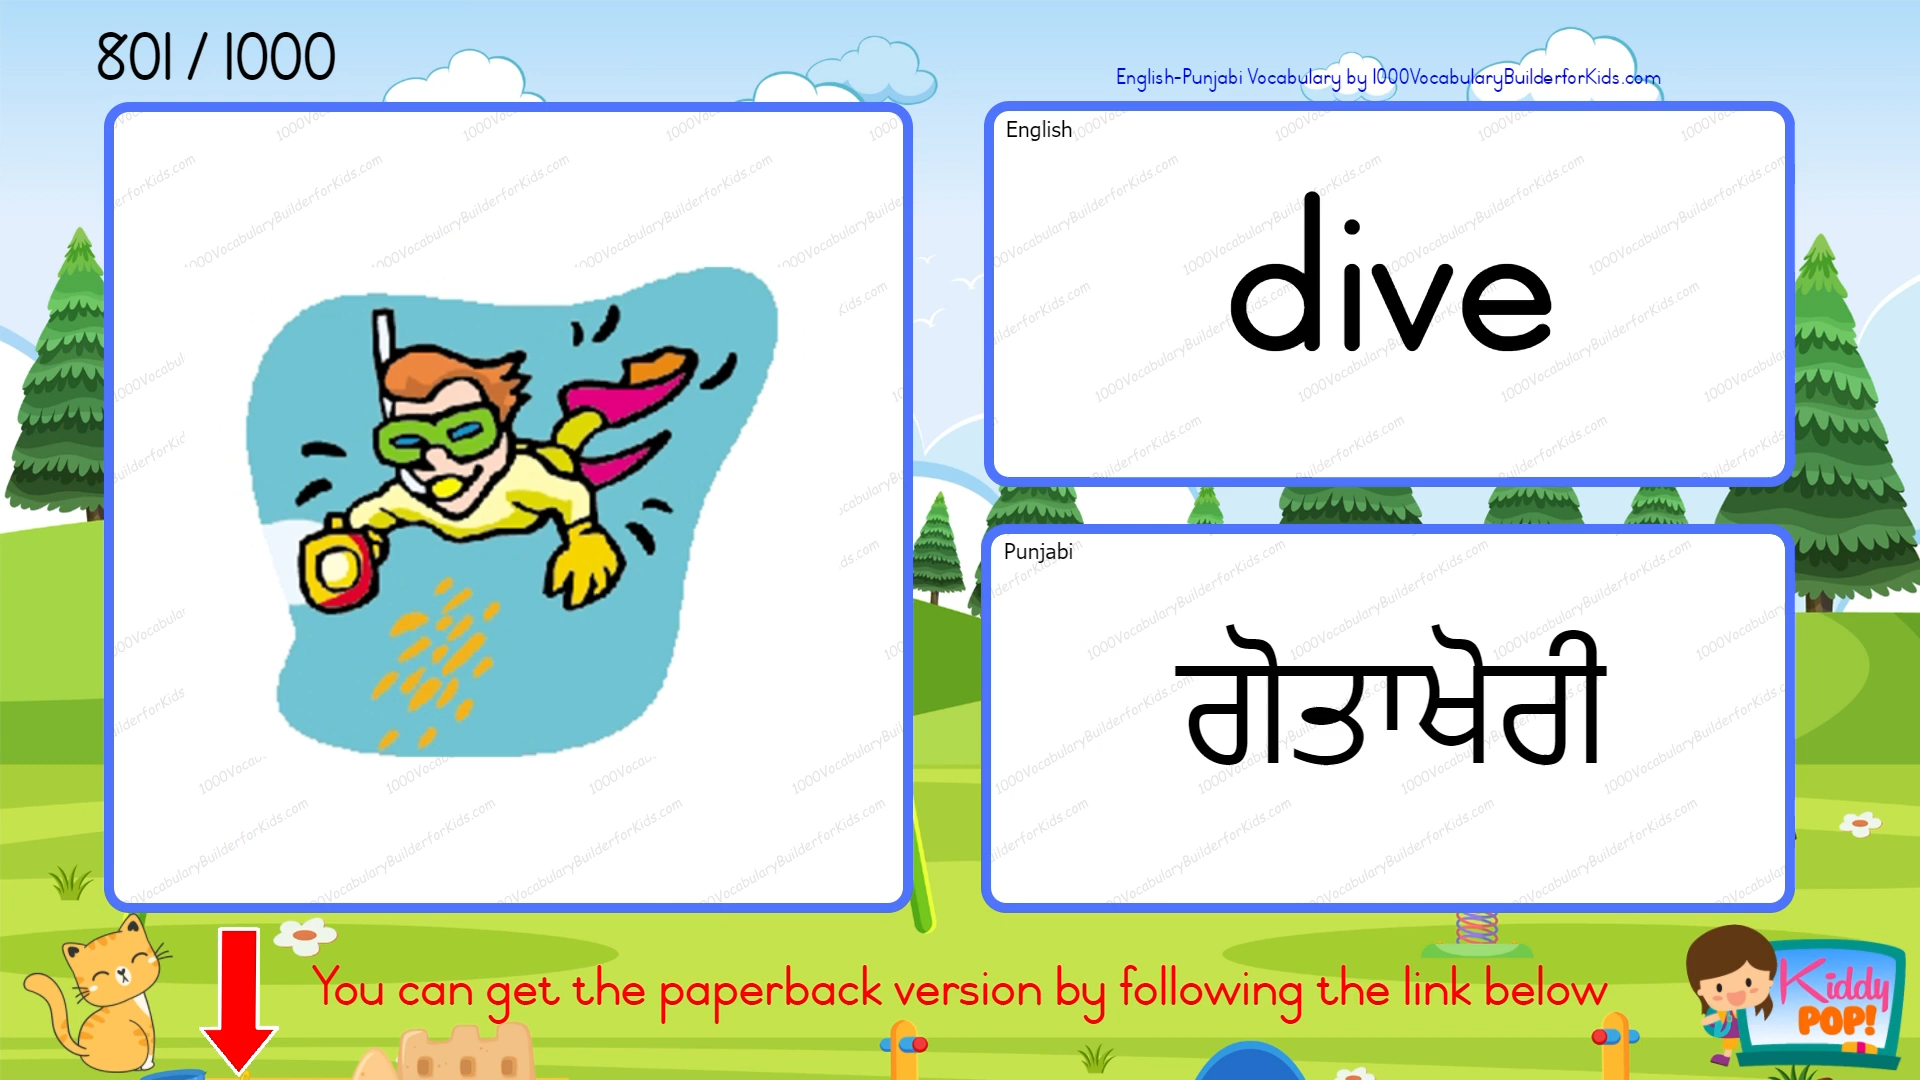 801 / 1000
English-Punjabi Vocabulary by 1000VocabularyBuilderforKids.com
English
dive
Punjabi
ਗੋਤਾਖੋਰੀ
You can get the paperback version by following the link below
Kiddy
POP!